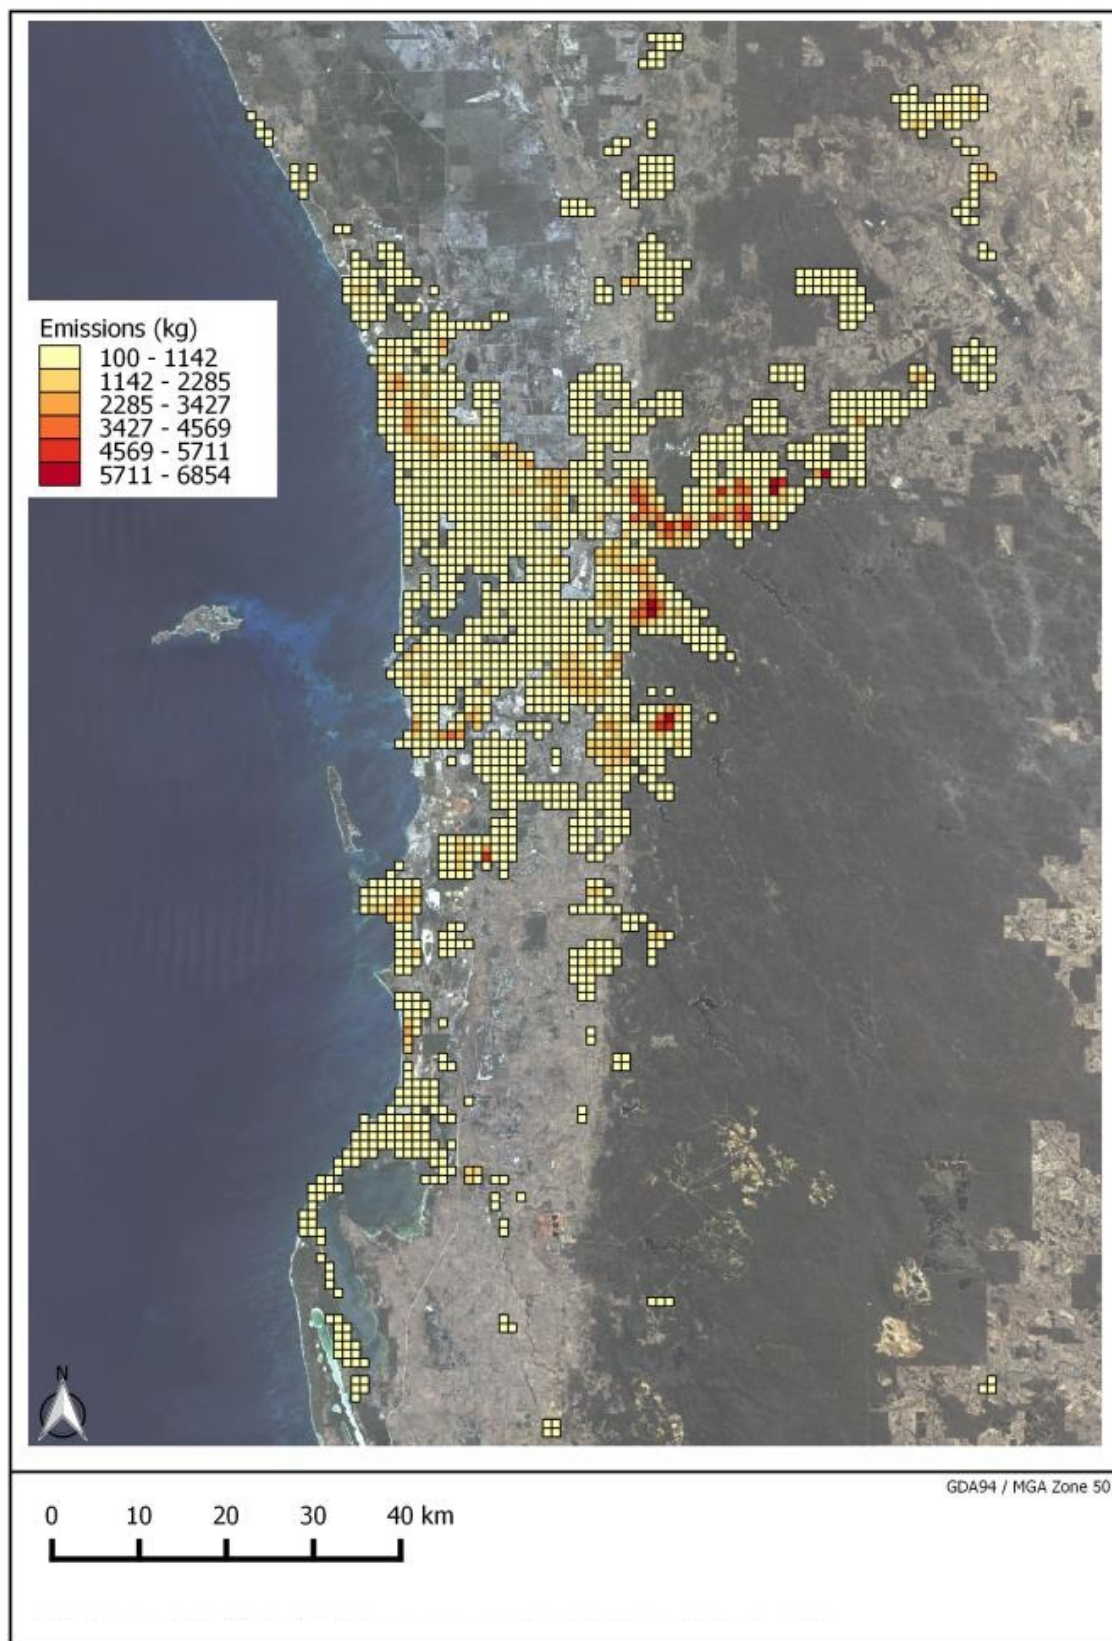 Emissions (kg)
100 - 1142
1142 - 2285
2285 - 3427
3427 - 4569
4569 - 5711
5711 - 6854
N
GDA94 / MGA Zone 50
0 10 20 30 40 km